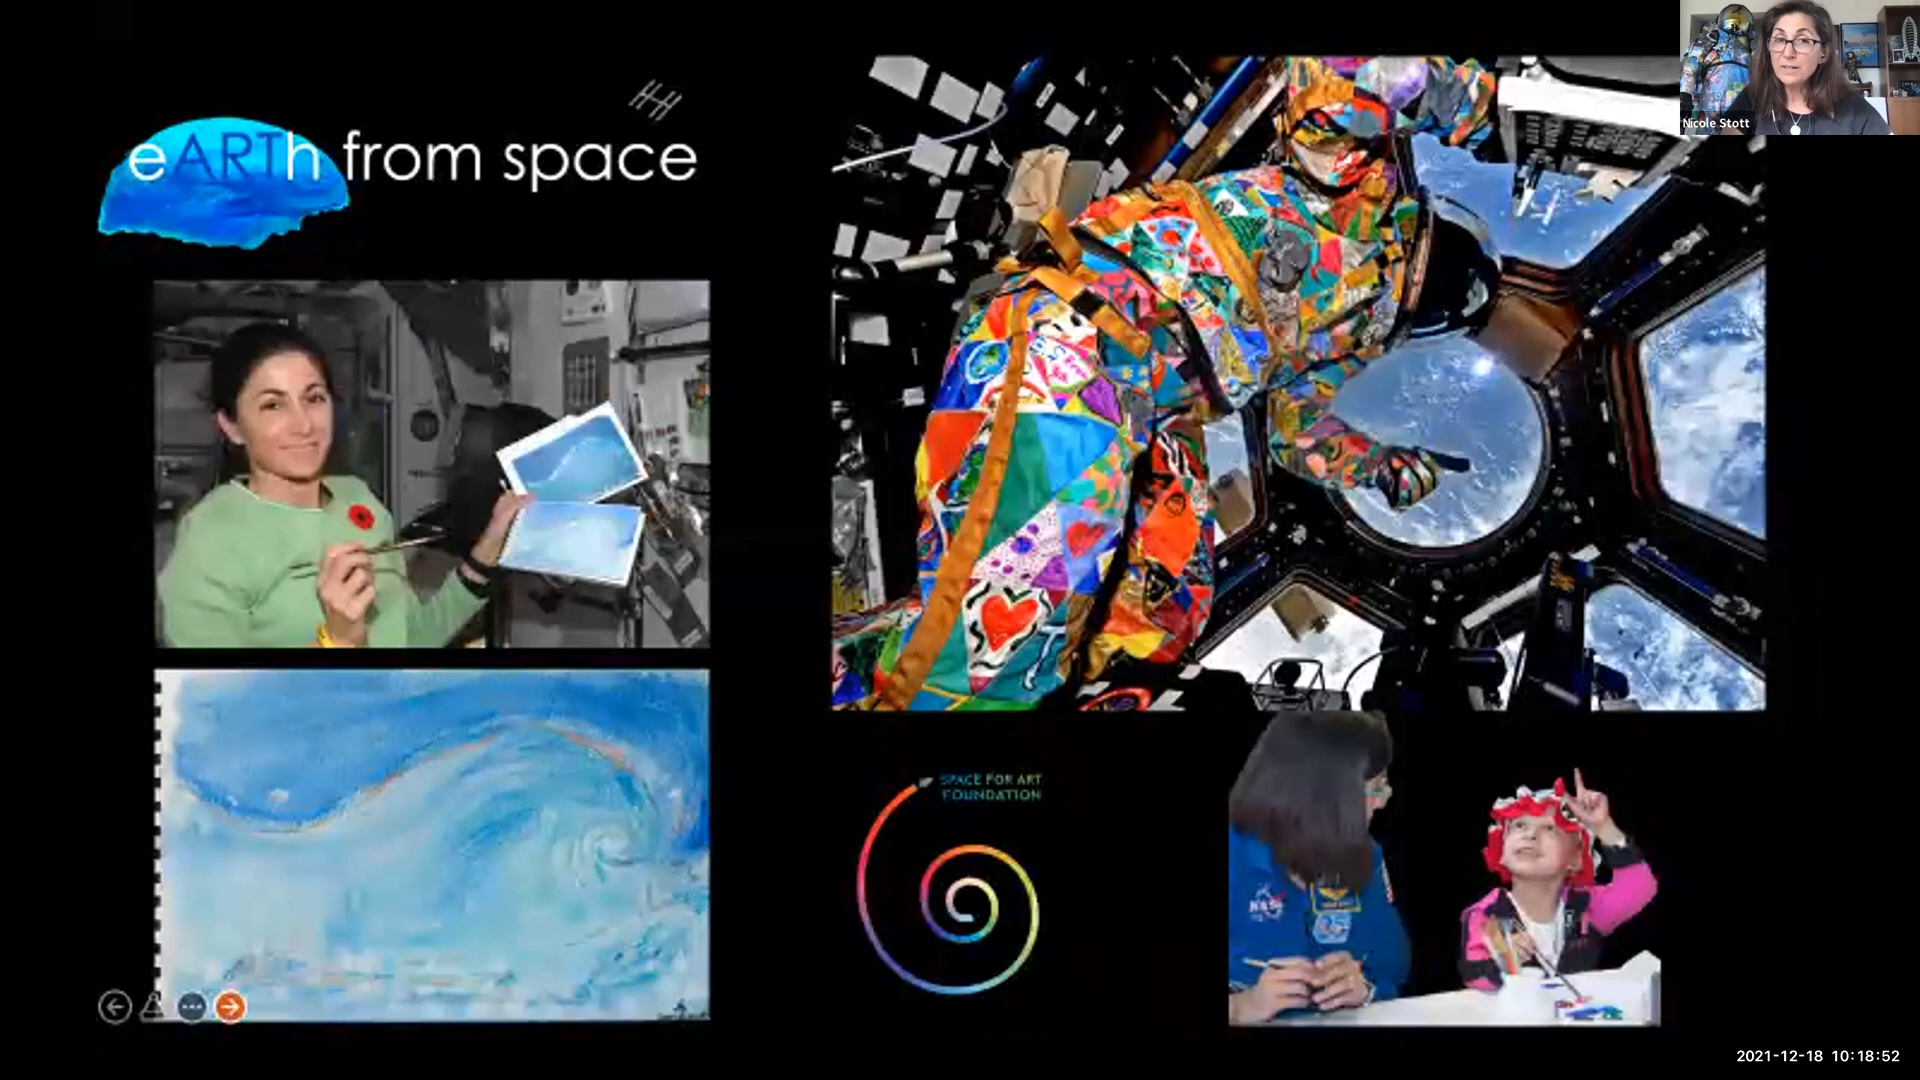 Nicole Stott
eARTh from space
SPACE FOR ART
FOUNDATION
NASA
2021-12-18 10:18:52